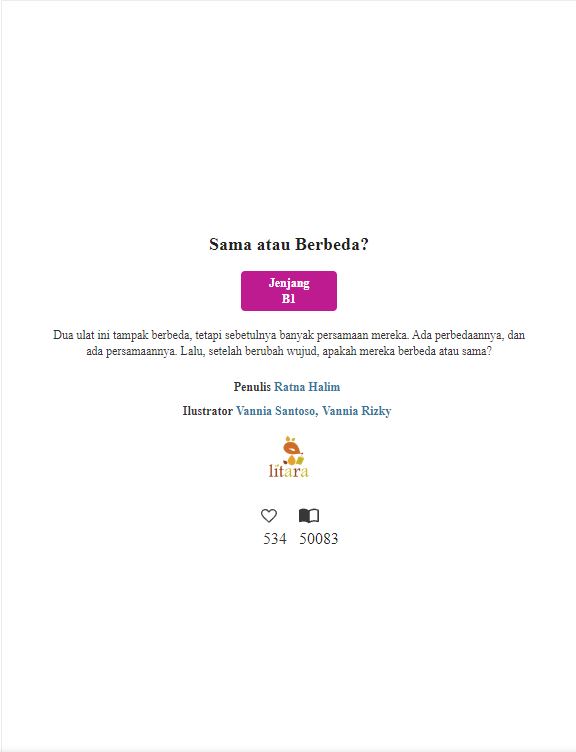 Sama atau Berbeda?
Jenjang
B1
Dua ulat ini tampak berbeda, tetapi sebetulnya banyak persamaan mereka. Ada perbedaannya, dan
ada persamaannya. Lalu, setelah berubah wujud, apakah mereka berbeda atau sama?
Penulis Ratna Halim
Ilustrator Vannia Santoso, Vannia Rizky
litara
534 50083